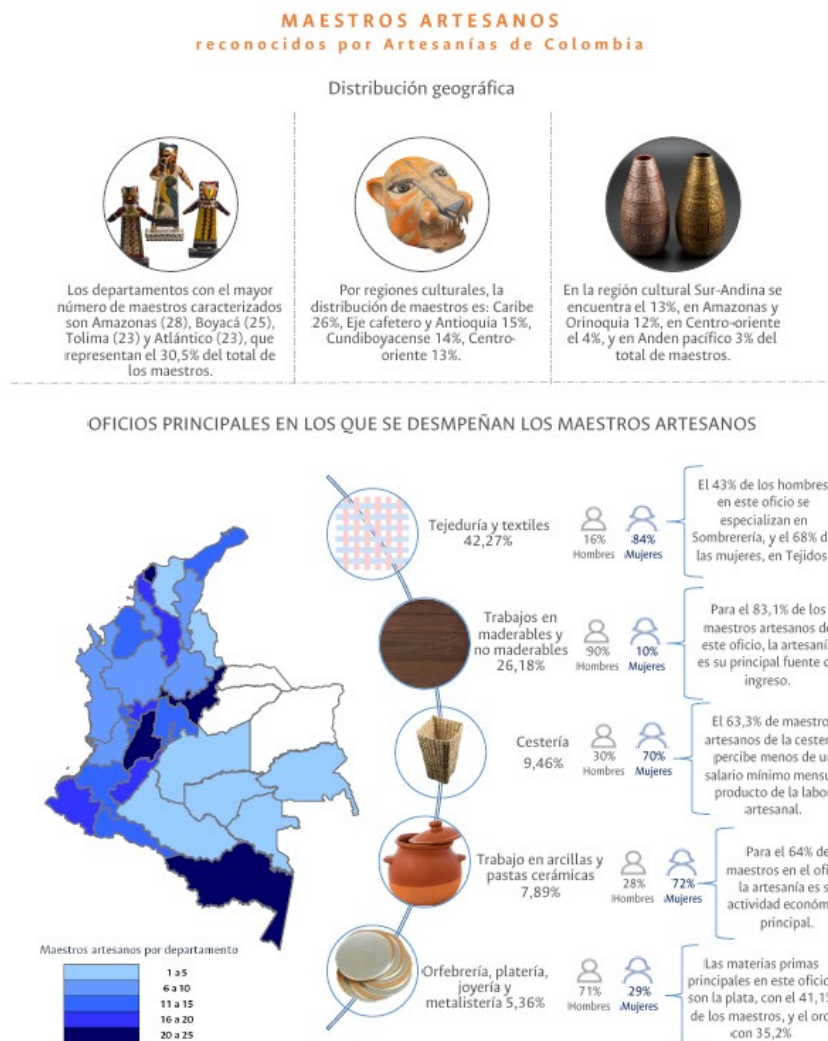 MAESTROS ARTESANOS
reconocidos por Artesanías de Colombia
Distribución geográfica
Los departamentos con el mayor
número de maestros caracterizados
son Amazonas (28), Boyacá (25),
Tolima (23) y Atlántico (23), que
representan el 30,5% del total de
los maestros.
Por regiones culturales, la
distribución de maestros es: Caribe
26%, Eje cafetero y Antioquia 15%,
Cundiboyacense 14%, Centro-
oriente 13%.
En la región cultural Sur-Andina se
encuentra el 13%, en Amazonas y
Orinoquia 12%, en Centro-oriente
el 4%, y en Anden pacífico 3% del
total de maestros.
OFICIOS PRINCIPALES EN LOS QUE SE DESMPEÑAN LOS MAESTROS ARTESANOS
Tejeduría y textiles
42,27%
16%
Hombres
84%
Mujeres
El 43% de los hombres
en este oficio se
especializan en
Sombrerería, y el 68% d
las mujeres, en Tejidos
Trabajos en
maderables y
no maderables
26,18%
90%
Hombres
10%
Mujeres
Para el 83,1% de los
maestros artesanos de
este oficio, la artesanía
es su principal fuente d
ingreso.
Cestería
9,46%
30%
Hombres
70%
Mujeres
El 63,3% de maestro
artesanos de la cester
percibe menos de u
salario mínimo mensu
producto de la labo
artesanal.
Trabajo en arcillas y
pastas cerámicas
7,89%
28%
Hombres
72%
Mujeres
Para el 64% de
maestros en el ofi
la artesanía es s
actividad económ
principal.
Orfebrería, platería,
joyería y
metalistería 5,36%
71%
Hombres
29%
Mujeres
Las materias primas
principales en este oficio
son la plata, con el 41,1
de los maestros, y el oro
con 35,2%
Maestros artesanos por departamento
1 a 5
6 a 10
11 a 15
16 a 20
20 a 25